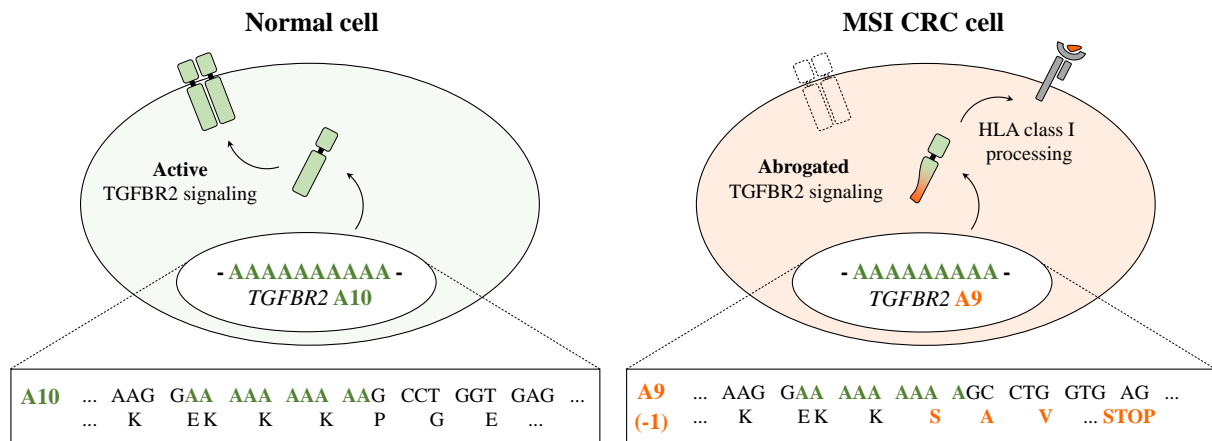 Normal cell
Active
TGFBR2 signaling
- AAAAAAAAAA -
TGFBR2 A10
A10 ... AAG GAA AAA AAA AAG CCT GGT GAG ...
... K EK K K P G E ...
MSI CRC cell
HLA class I
processing
Abrogated
TGFBR2 signaling
- AAAAAAAAA -
TGFBR2 A9
A9 ... AAG GAA AAA AAA AGC CTG GTG AG ...
(-1) ... K EK K S A V ... STOP